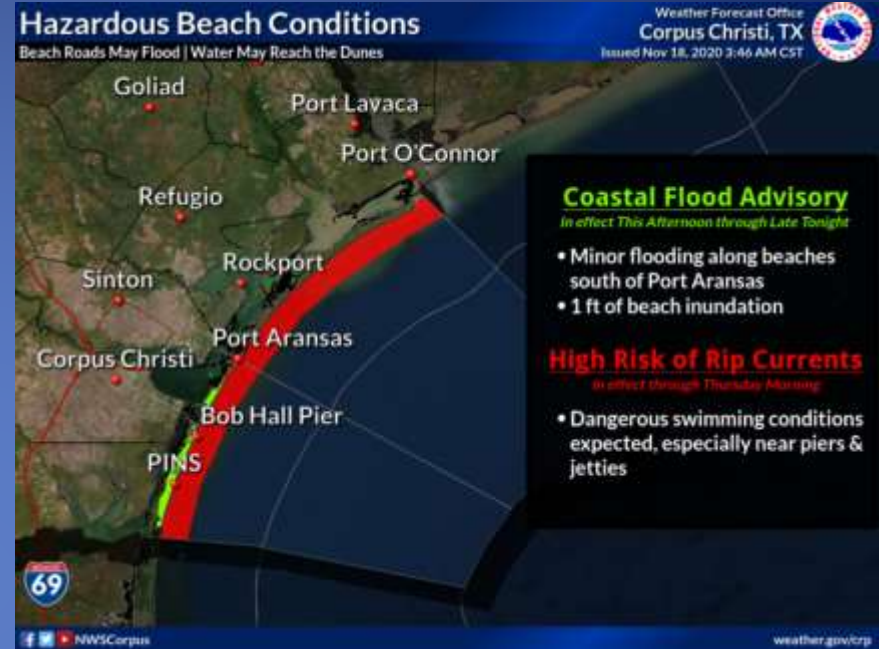 Hazardous Beach Conditions
Beach Roads May Flood | Water May Reach the Dunes
Weather Forecast Office
Corpus Christi, TX
Issued Nov 18, 2020 3:46 AM CST
Goliad
Port Lavaca
Port O'Connor
Refugio
Rockport
Sinton
Port Aransas
Corpus Christi
Bob Hall Pier
PINS
Coastal Flood Advisory
In effect This Afternoon through Late Tonight
• Minor flooding along beaches
south of Port Aransas
• 1 ft of beach inundation
High Risk of Rip Currents
In effect through Thursday Morning
• Dangerous swimming conditions
expected, especially near piers &
jetties
69
NWSCorpus
weather.gov/crp